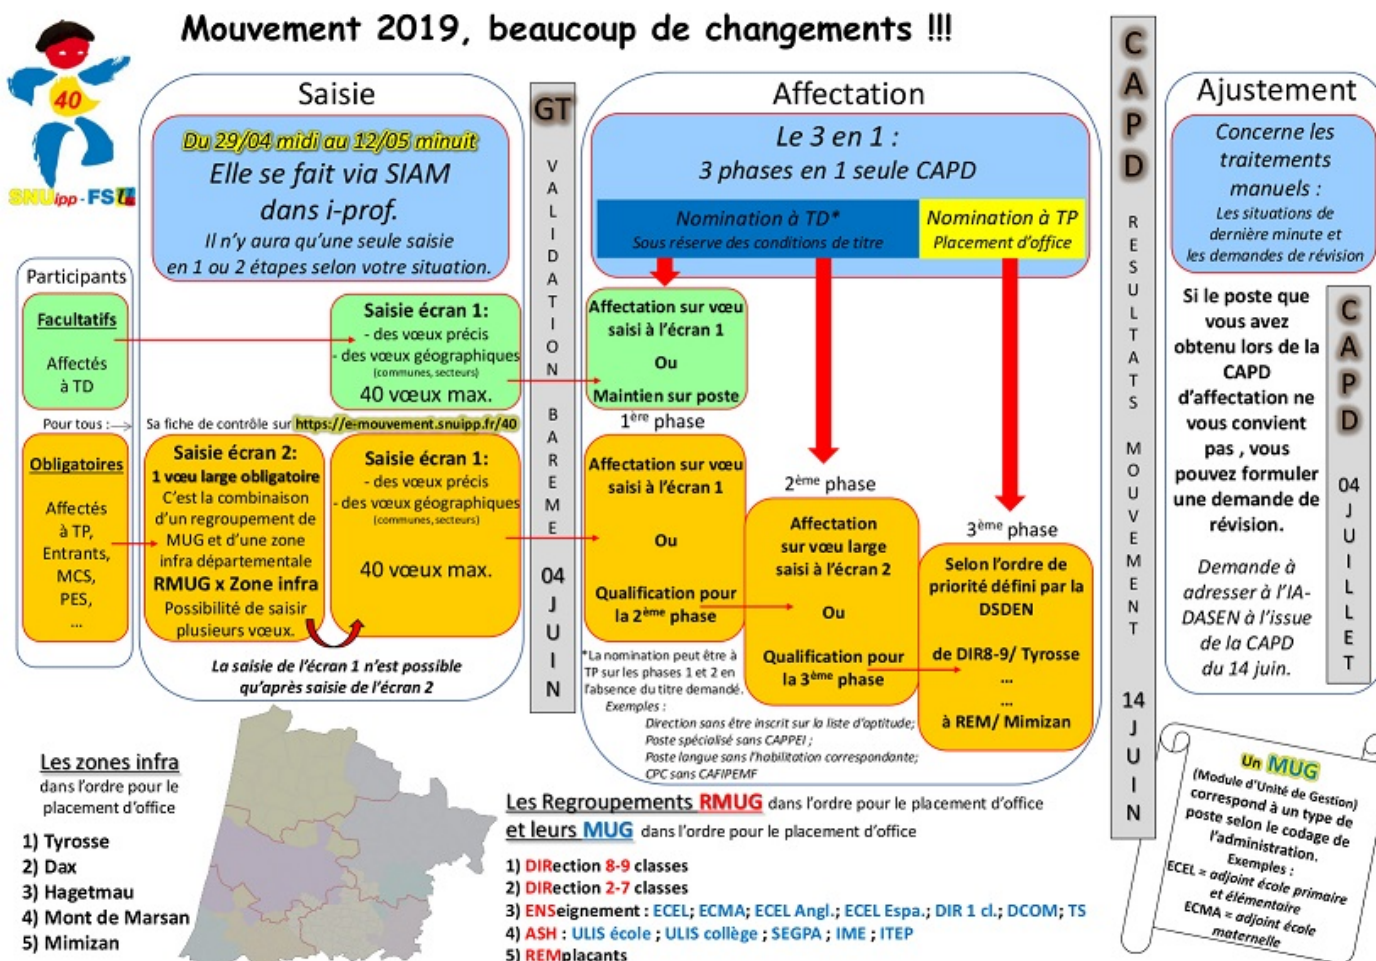 Mouvement 2019, beaucoup de changements !!!
40
SNUipp-FSU
Participants
Facultatifs
Affectés
à TD
Pour tous :
Obligatoires
Affectés
à TP,
Entrants,
MCS,
PES,
...
Saisie
Du 29/04 midi au 12/05 minuit
Elle se fait via SIAM
dans i-prof.
Il n'y aura qu'une seule saisie
en 1 ou 2 étapes selon votre situation.
Saisie écran 1:
- des vœux précis
- des vœux géographiques
(communes, secteurs)
40 vœux max.
Sa fiche de contrôle sur https://e-mouvement.snuipp.fr/40
Saisie écran 2:
1 vœu large obligatoire
C'est la combinaison
d'un regroupement de
MUG et d'une zone
infra départementale
RMUG x Zone infra
Possibilité de saisir
plusieurs vœux.
Saisie écran 1:
- des vœux précis
- des vœux géographiques
(communes, secteurs)
40 vœux max.
La saisie de l'écran 1 n'est possible
qu'après saisie de l'écran 2
GT
VALIDATION
BAREME
04
JUIN
Affectation
Le 3 en 1 :
3 phases en 1 seule CAPD
Nomination à TD*
Sous réserve des conditions de titre
Nomination à TP
Placement d'office
Affectation sur vœu
saisi à l'écran 1
Ou
Maintien sur poste
1ère phase
Affectation sur vœu
saisi à l'écran 1
Ou
Qualification pour
la 2ème phase
2ème phase
Affectation
sur vœu large
saisi à l'écran 2
Ou
Qualification pour
la 3ème phase
3ème phase
Selon l'ordre de
priorité défini par la
DSDEN
de DIR8-9/ Tyrosse
...
...
à REM/ Mimizan
*La nomination peut être à
TP sur les phases 1 et 2 en
l'absence du titre demandé.
Exemples :
Direction sans être inscrit sur la liste d'aptitude;
Poste spécialisé sans CAPPEI ;
Poste langue sans l'habilitation correspondante;
CPC sans CAFIPEMF
CAPD
RESULTATS
MOUVEMENT
14
JUIN
Ajustement
Concerne les
traitements
manuels :
Les situations de
dernière minute et
les demandes de révision
Si le poste que
vous avez
obtenu lors de la
CAPD
d'affectation ne
vous convient
pas , vous
pouvez formuler
une demande de
révision.
Demande à
adresser à l'IA-
DASEN à l'issue
de la CAPD
du 14 juin.
CAPD
04
JUILLET
Les zones infra
dans l'ordre pour le
placement d'office
1) Tyrosse
2) Dax
3) Hagetmau
4) Mont de Marsan
5) Mimizan
Les Regroupements RMUG dans l'ordre pour le placement d'office
et leurs MUG dans l'ordre pour le placement d'office
1) DIRection 8-9 classes
2) DIRection 2-7 classes
3) ENSeignement : ECEL; ECMA; ECEL Angl.; ECEL Espa.; DIR 1 cl.; DCOM; TS
4) ASH : ULIS école ; ULIS collège ; SEGPA ; IME ; ITEP
5) REMplaçants
Un MUG
(Module d'Unité de Gestion)
correspond à un type de
poste selon le codage de
l'administration.
Exemples :
ECEL = adjoint école primaire
et élémentaire
ECMA = adjoint école
maternelle